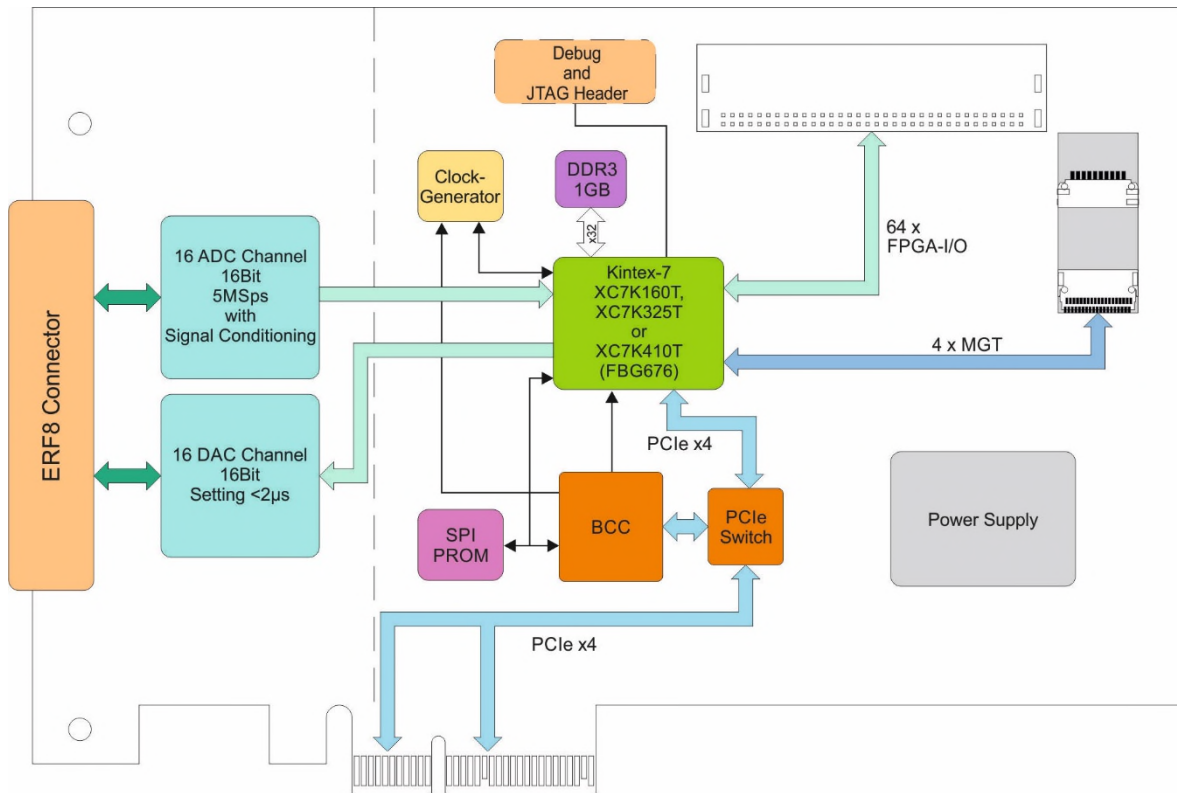 Debug
and
JTAG Header
Clock-
Generator
DDR3
1GB
x32
64 x
FPGA-I/O
ERF8 Connector
16 ADC Channel
16Bit
5MSps
with
Signal Conditioning
Kintex-7
XC7K160T,
XC7K325T
or
XC7K410T
(FBG676)
4 x MGT
16 DAC Channel
16Bit
Setting <2µs
PCIe x4
SPI
PROM
BCC
PCIe
Switch
Power Supply
PCIe x4